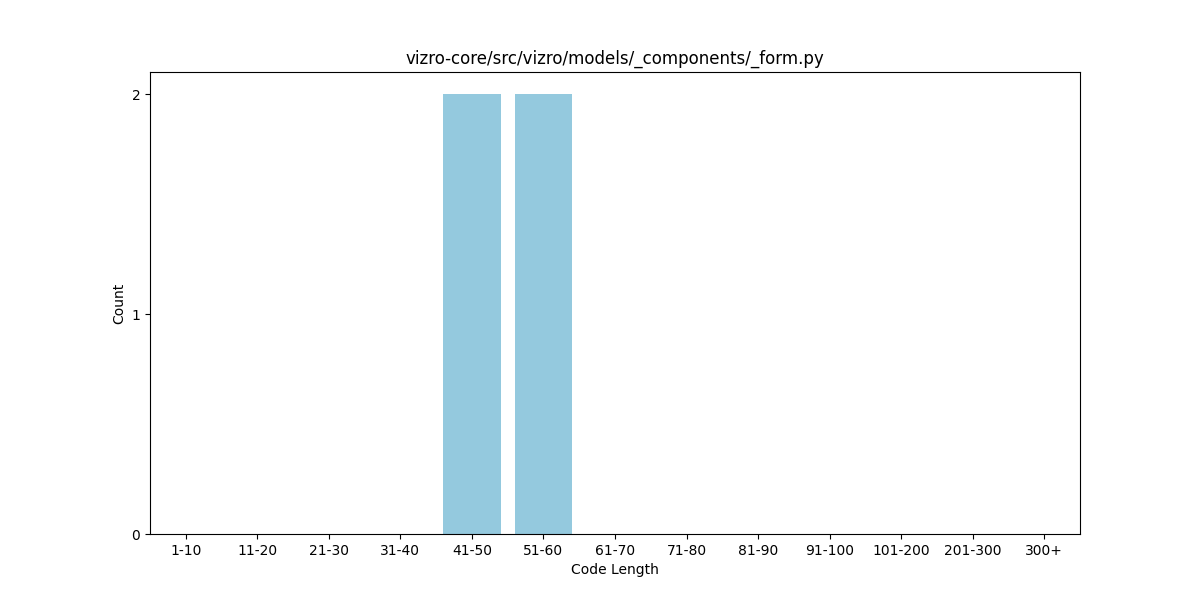 vizro-core/src/vizro/models/_components/_form.py
Count
2
1
0
1-10 11-20 21-30 31-40 41-50 51-60 61-70 71-80 81-90 91-100 101-200 201-300 300+
Code Length